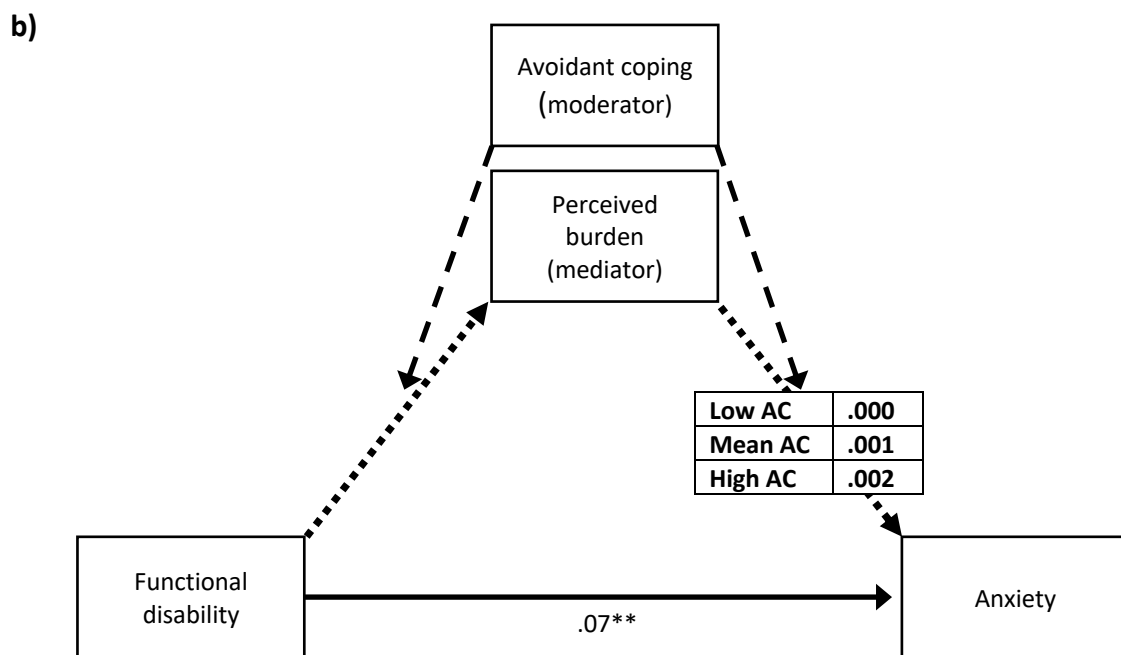 b)
Avoidant coping
(moderator)
Perceived
burden
(mediator)
Low AC .000
Mean AC .001
High AC .002
Functional
disability
Anxiety
.07**